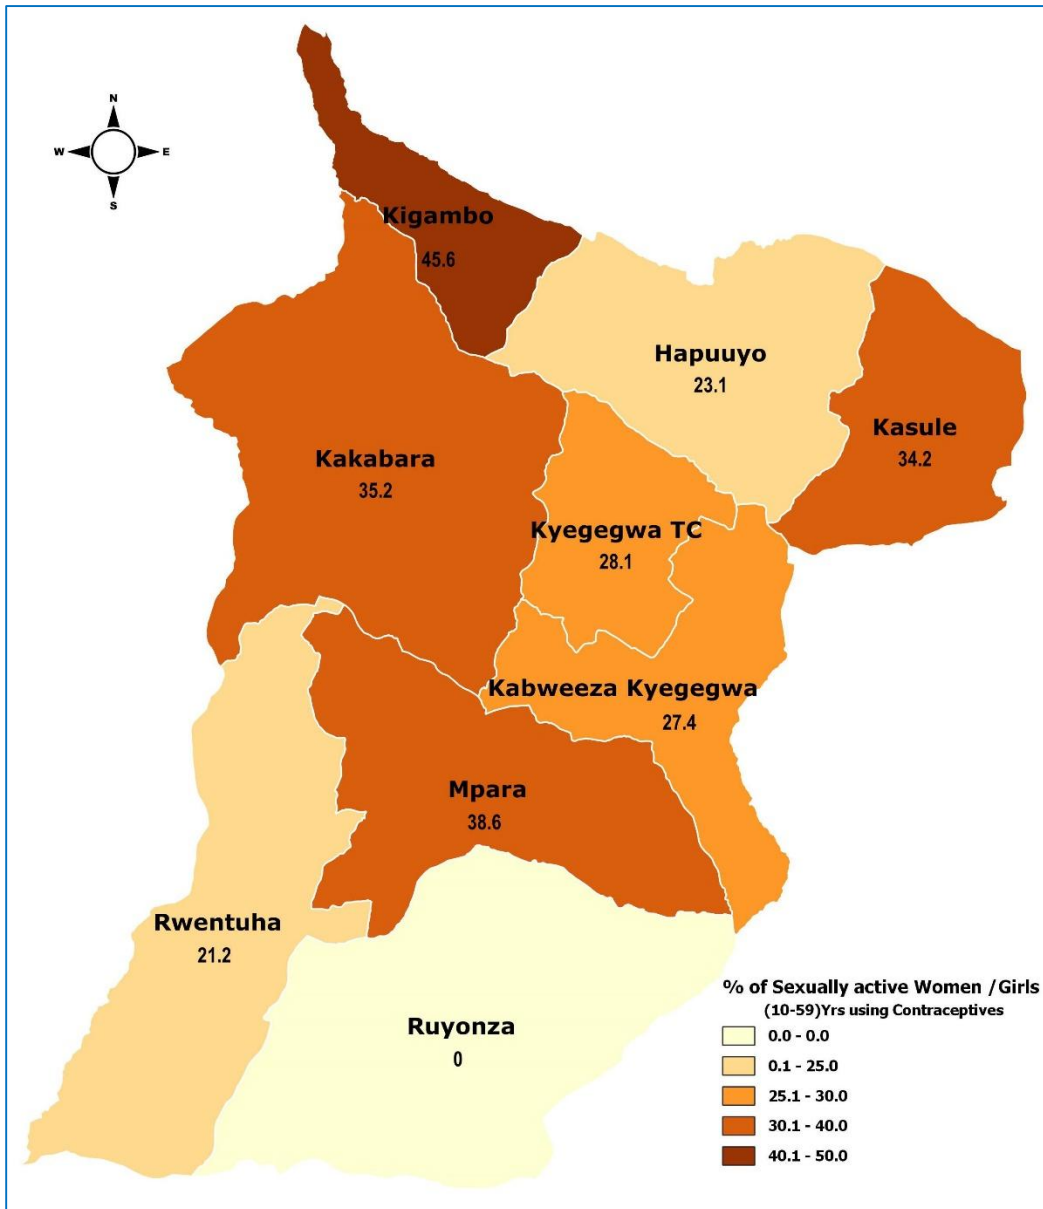 N
W E
S
Kigambo
45.6
Hapuuyo
23.1
Kasule
34.2
Kakabara
35.2
Kyegegwa TC
28.1
Kabweeza Kyegegwa
27.4
Mpara
38.6
Rwentuha
21.2
Ruyonza
0
% of Sexually active Women /Girls
(10-59)Yrs using Contraceptives
0.0 - 0.0
0.1 - 25.0
25.1 - 30.0
30.1 - 40.0
40.1 - 50.0